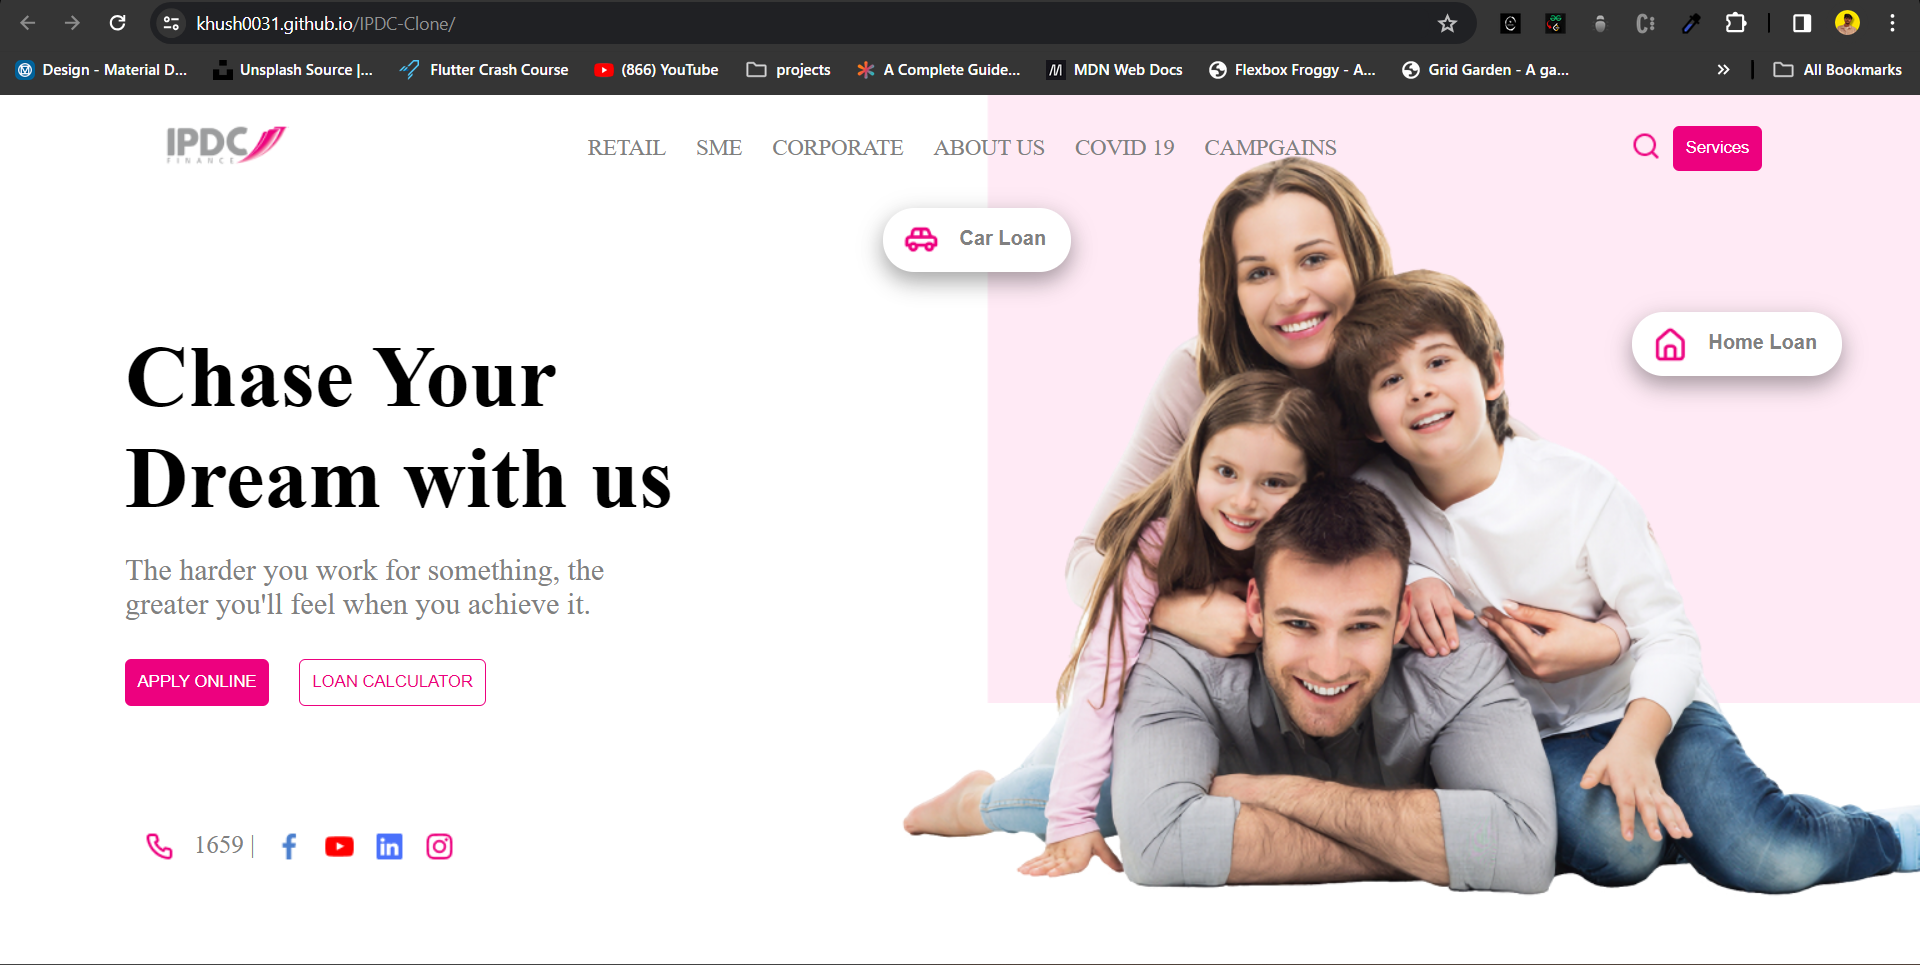 khush0031.github.io/IPDC-Clone/
Design - Material D... Unsplash Source |... Flutter Crash Course (866) YouTube projects A Complete Guide... MDN Web Docs Flexbox Froggy - A... Grid Garden - A ga... All Bookmarks
IPDC
FINANCE
RETAIL SME CORPORATE ABOUT US COVID 19 CAMPGAINS
Services
Car Loan
Home Loan
Chase Your
Dream with us
The harder you work for something, the
greater you'll feel when you achieve it.
APPLY ONLINE LOAN CALCULATOR
1659 |